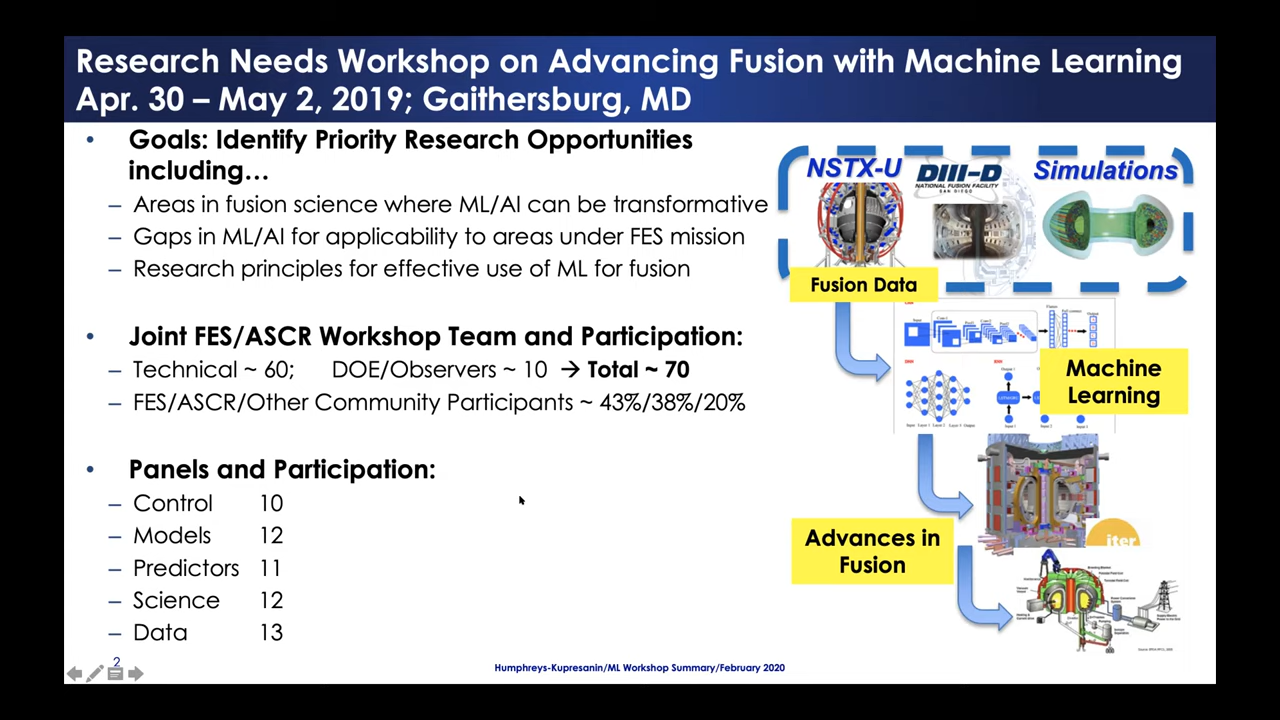 Research Needs Workshop on Advancing Fusion with Machine Learning
Apr. 30 – May 2, 2019; Gaithersburg, MD
• Goals: Identify Priority Research Opportunities
including…
– Areas in fusion science where ML/AI can be transformative
– Gaps in ML/AI for applicability to areas under FES mission
– Research principles for effective use of ML for fusion
• Joint FES/ASCR Workshop Team and Participation:
– Technical ~ 60; DOE/Observers ~ 10 → Total ~ 70
– FES/ASCR/Other Community Participants ~ 43%/38%/20%
• Panels and Participation:
– Control 10
– Models 12
– Predictors 11
– Science 12
– Data 13
NSTX-U
DIII-D
NATIONAL FUSION FACILITY
SAN DIEGO
Simulations
Fusion Data
Machine
Learning
Advances in
Fusion
iter
2
Humphreys-Kupresanin/ML Workshop Summary/February 2020